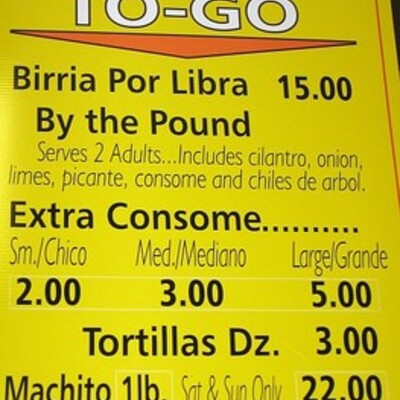 TO-GO
Birria Por Libra 15.00
By the Pound
Serves 2 Adults...Includes cilantro, onion,
limes, picante, consome and chiles de arbol.
Extra Consome..........
Sm./Chico Med./Mediano Large/Grande
2.00 3.00 5.00
Tortillas Dz. 3.00
Machito 1lb. Sat & Sun Only 22.00